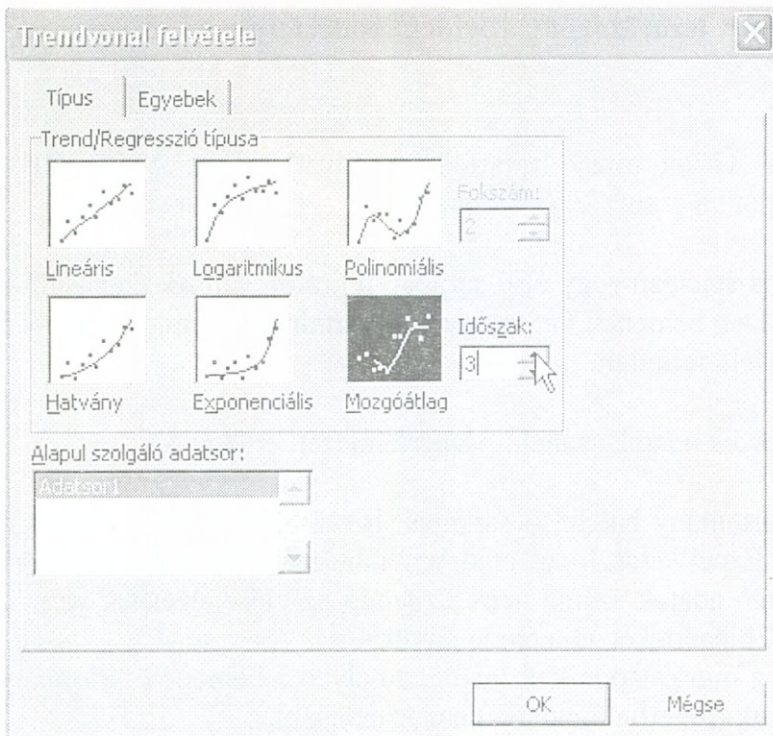 Trendvonal felvétele
Típus
Egyebek
Trend/Regresszió típusa
Lineáris
Logaritmikus
Polinomiális
Fokszám:
2
Hatvány
Exponenciális
Mozgóátlag
Időszak:
3
Alapul szolgáló adatsor:
Adatsor1
OK
Mégse